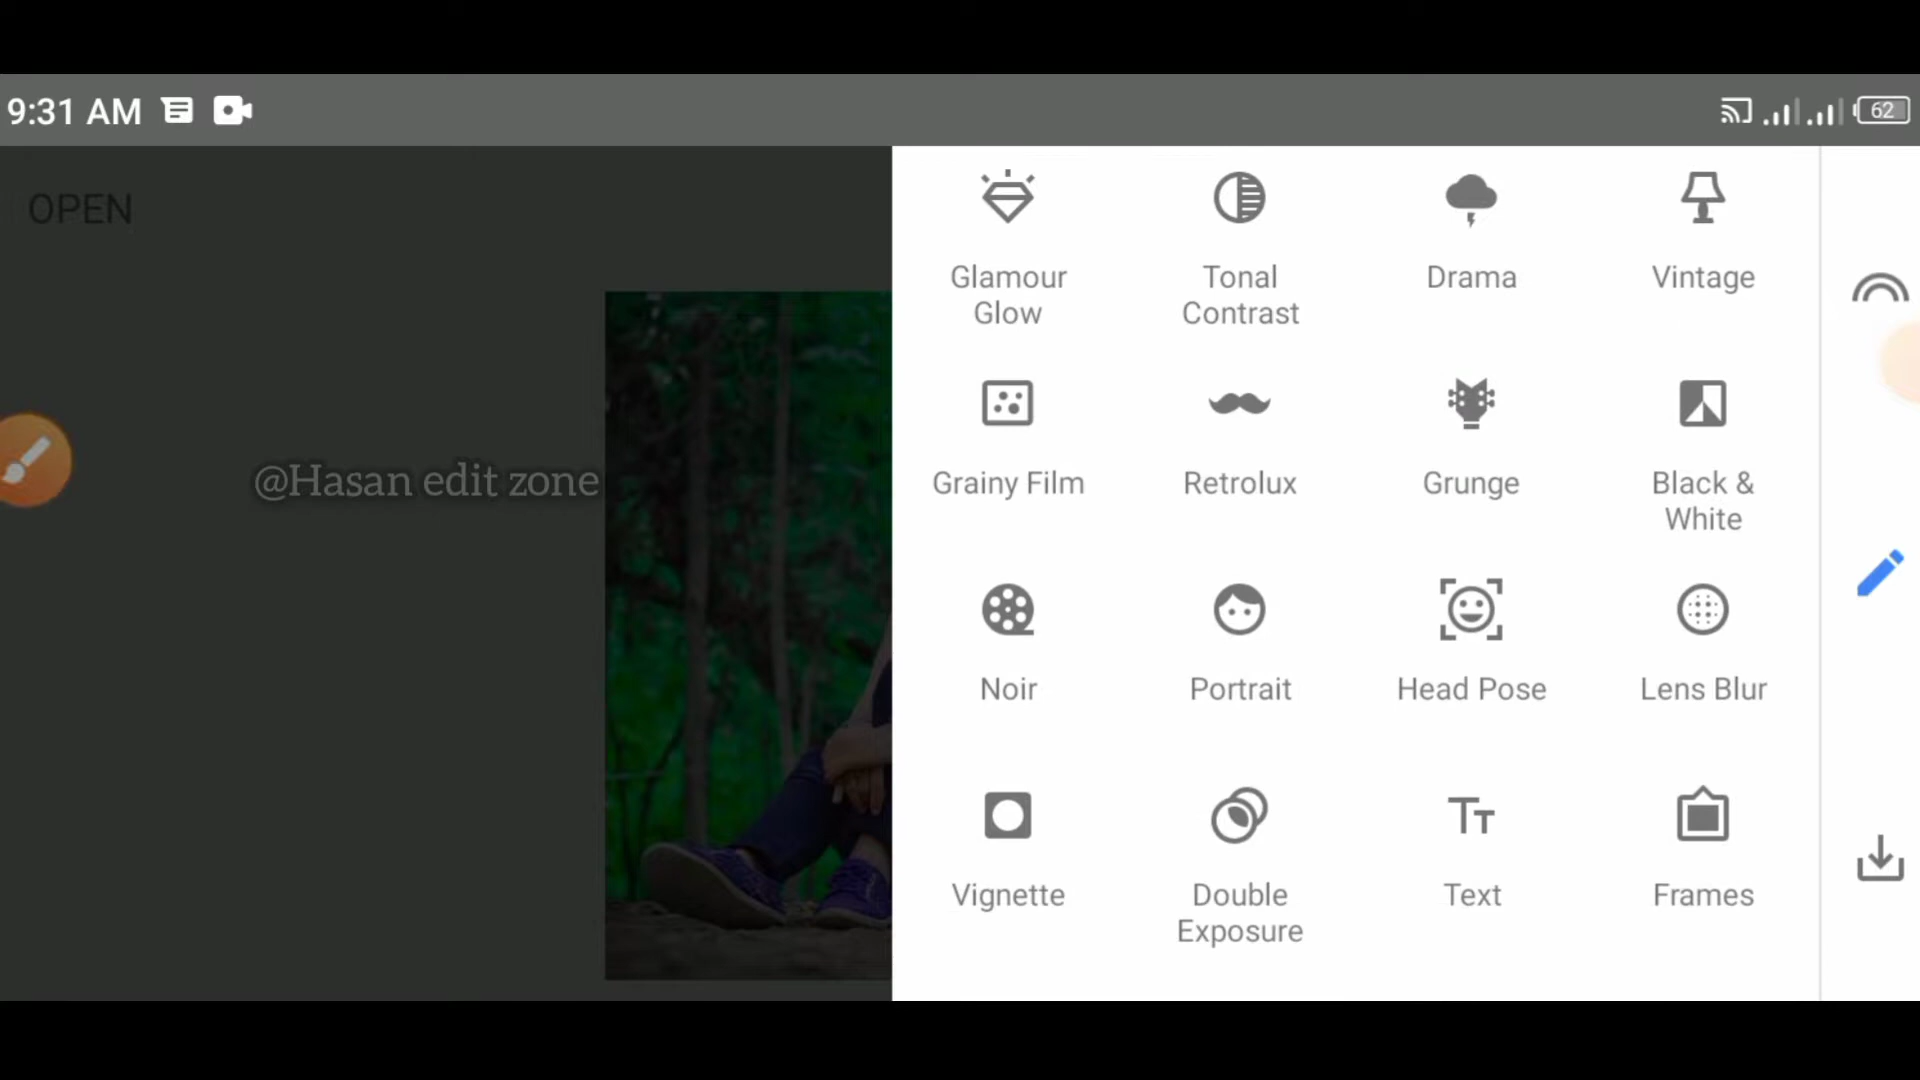 9:31 AM
62
OPEN
Glamour
Glow
Tonal
Contrast
Drama
Vintage
@Hasan edit zone
Grainy Film
Retrolux
Grunge
Black &
White
Noir
Portrait
Head Pose
Lens Blur
Vignette
Double
Exposure
Text
Frames